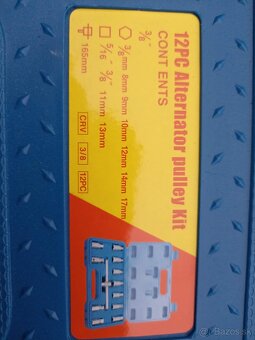 12PC Alternator pulley Kit
CONT ENTS
3/8"
3/8mm 8mm 9mm 10mm 12mm 14mm 17mm
5/16" 3/8" 11mm 13mm
165mm
CRV 3/8 12PC